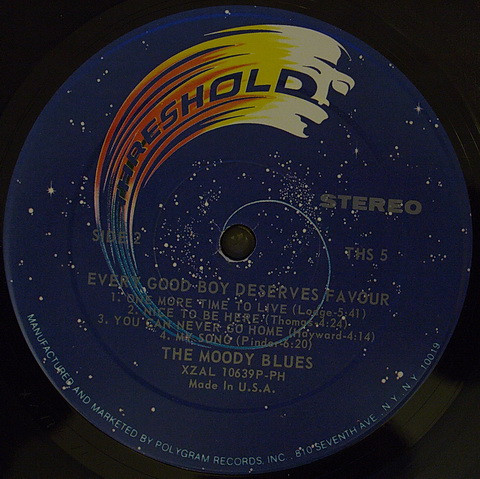 THRESHOLD
STEREO
SIDE 2
THS 5
EVERY GOOD BOY DESERVES FAVOUR
1. ONE MORE TIME TO LIVE (Lodge-5:41)
2. NICE TO BE HERE (Thomas-4:24)
3. YOU CAN NEVER GO HOME (Hayward-4:14)
4. MY SONG (Pinder-6:20)
THE MOODY BLUES
XZAL 10639P-PH
Made In U.S.A.
MANUFACTURED AND MARKETED BY POLYGRAM RECORDS, INC. · 810 SEVENTH AVE., N.Y., N.Y. 10019